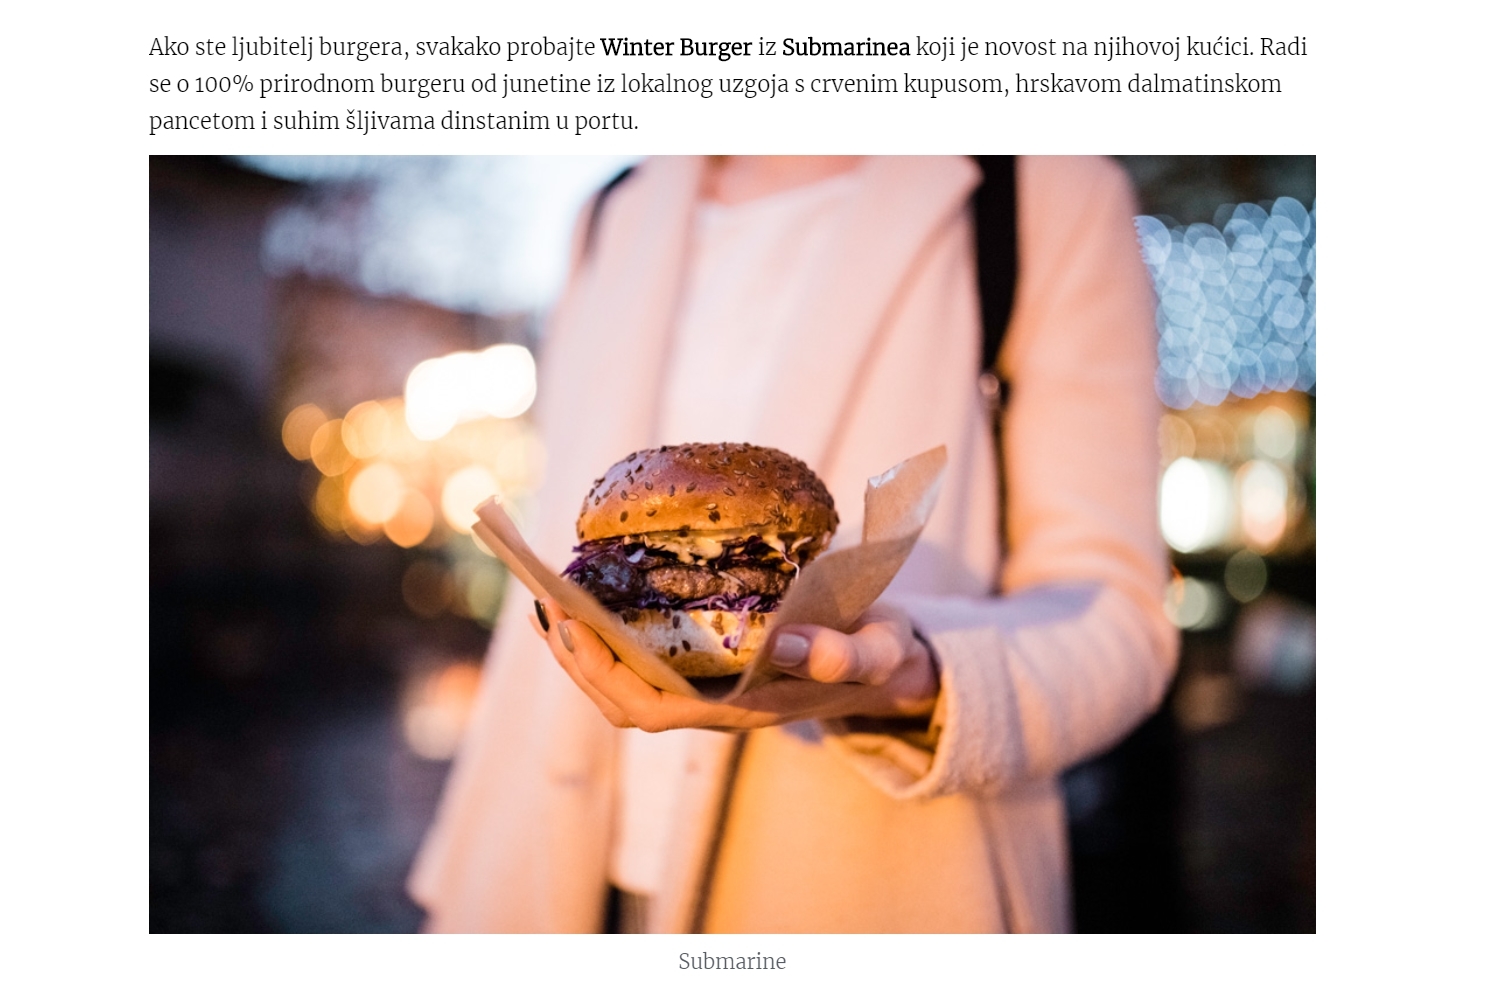 Ako ste ljubitelj burgera, svakako probajte Winter Burger iz Submarinea koji je novost na njihovoj kućici. Radi
se o 100% prirodnom burgeru od junetine iz lokalnog uzgoja s crvenim kupusom, hrskavom dalmatinskom
pancetom i suhim šljivama dinstanim u portu.
Submarine